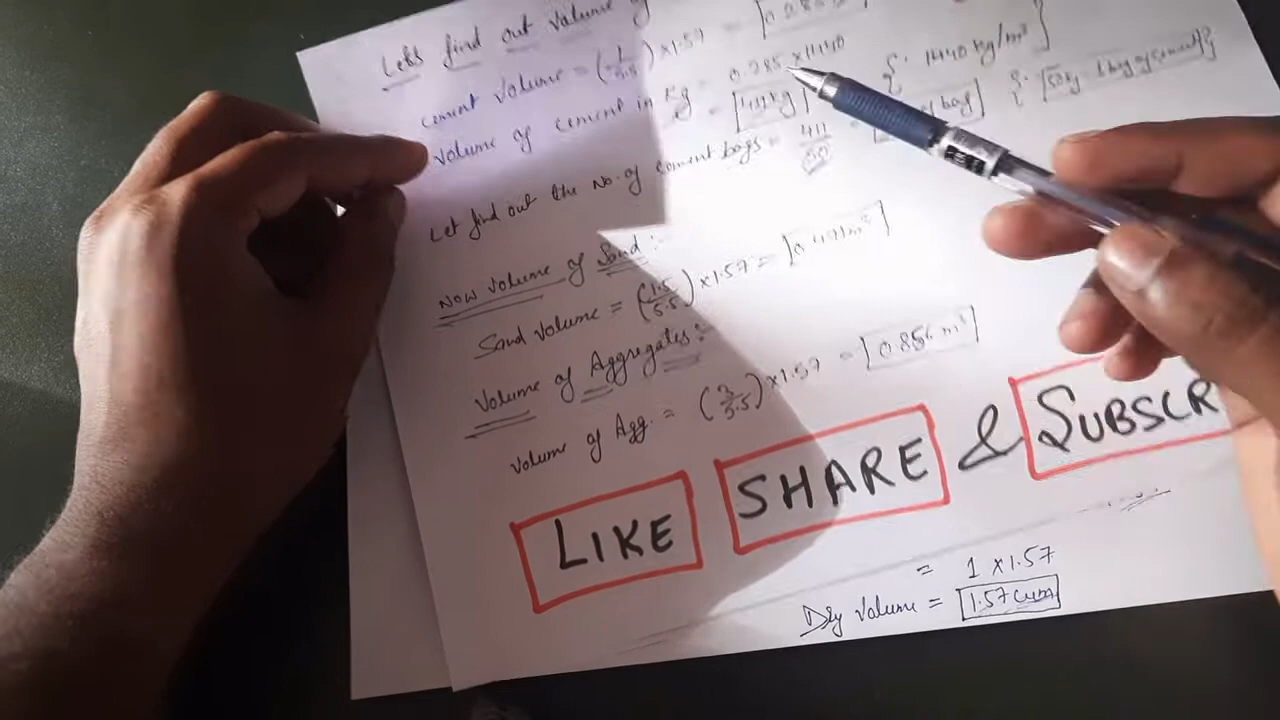 Lets find out volume of
cement volume = (1/5.5) × 1.57 = 0.285
volume of cement in Kg = 0.285 × 1440 {∵ 1440 kg/m³}
= 411 kg
Let find out the No. of cement bags = 411/50 = bag {∵ 50kg 1 bag of cement}
Now volume of Sand :-
Sand volume = (1.5/5.5) × 1.57 = m³
Volume of Aggregates :-
volume of Agg. = (3/5.5) × 1.57 = 0.856 m³
LIKE SHARE & SUBSCR
= 1 × 1.57
Dry volume = 1.57 cum